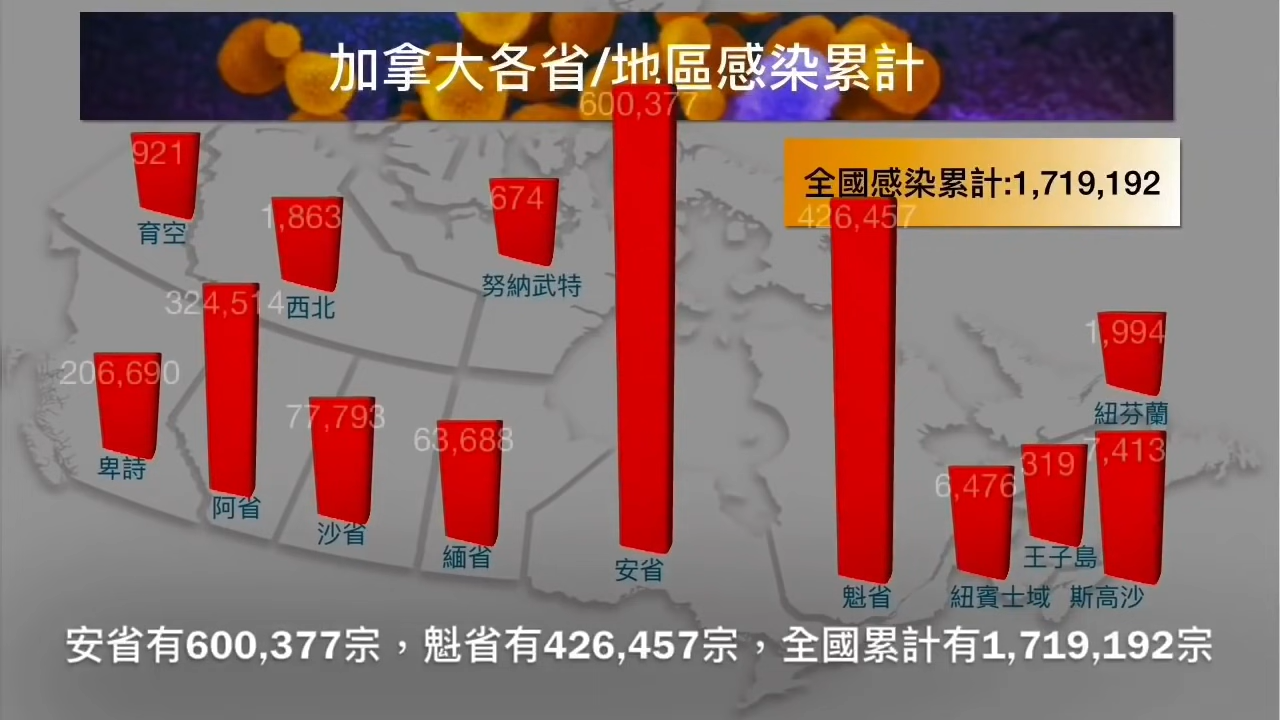 加拿大各省/地區感染累計
600,377
全國感染累計:1,719,192
426,457
921
育空
1,863
西北
674
努納武特
324,514
阿省
206,690
卑詩
77,793
沙省
63,688
緬省
安省
魁省
1,994
紐芬蘭
6,476
紐賓士域
319
王子島
7,413
斯高沙
安省有600,377宗，魁省有426,457宗，全國累計有1,719,192宗